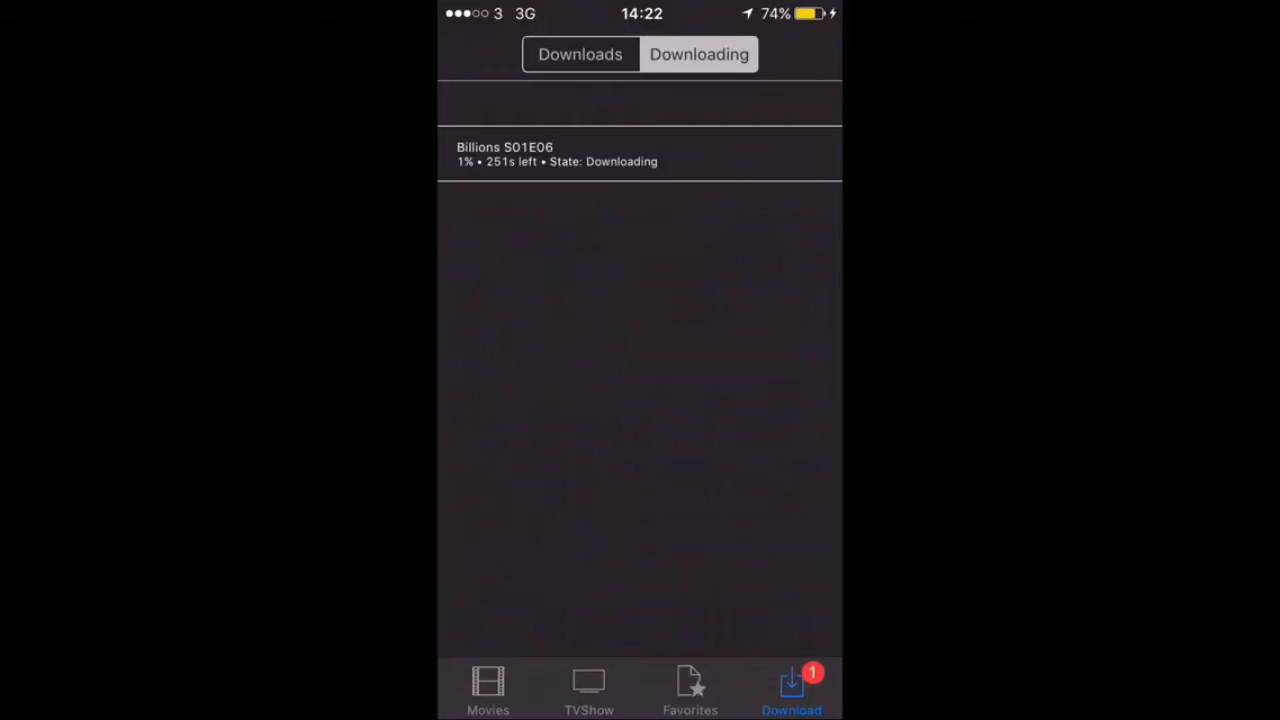 3 3G 14:22 74%
Downloads Downloading
Billions S01E06
1% • 251s left • State: Downloading
1
Movies TVShow Favorites Download